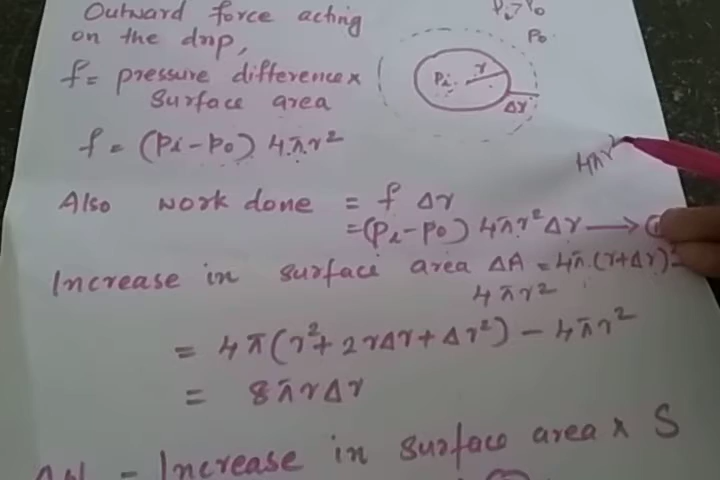 Outward force acting
on the drop,
f = pressure difference ×
surface area
f = (Pi - Po) 4πr²
Pi > Po
Po
Pi
r
Δr
4πr²
Also work done = f Δr
= (Pi - Po) 4πr² Δr → ①
Increase in surface area ΔA = 4π(r+Δr)² -
4πr²
= 4π(r² + 2rΔr + Δr²) - 4πr²
= 8πrΔr
= Increase in surface area × S